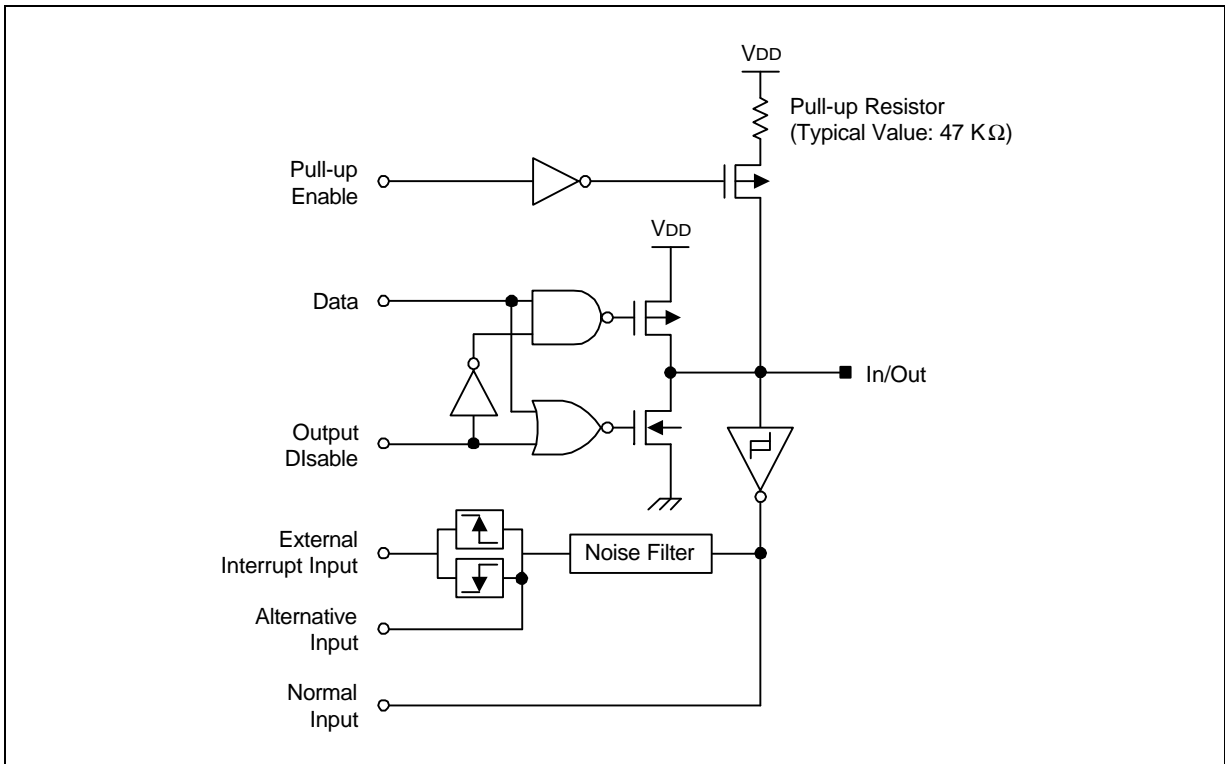 VDD
Pull-up Resistor
(Typical Value: 47 KΩ)
Pull-up
Enable
VDD
Data
In/Out
Output
DIsable
External
Interrupt Input
Noise Filter
Alternative
Input
Normal
Input